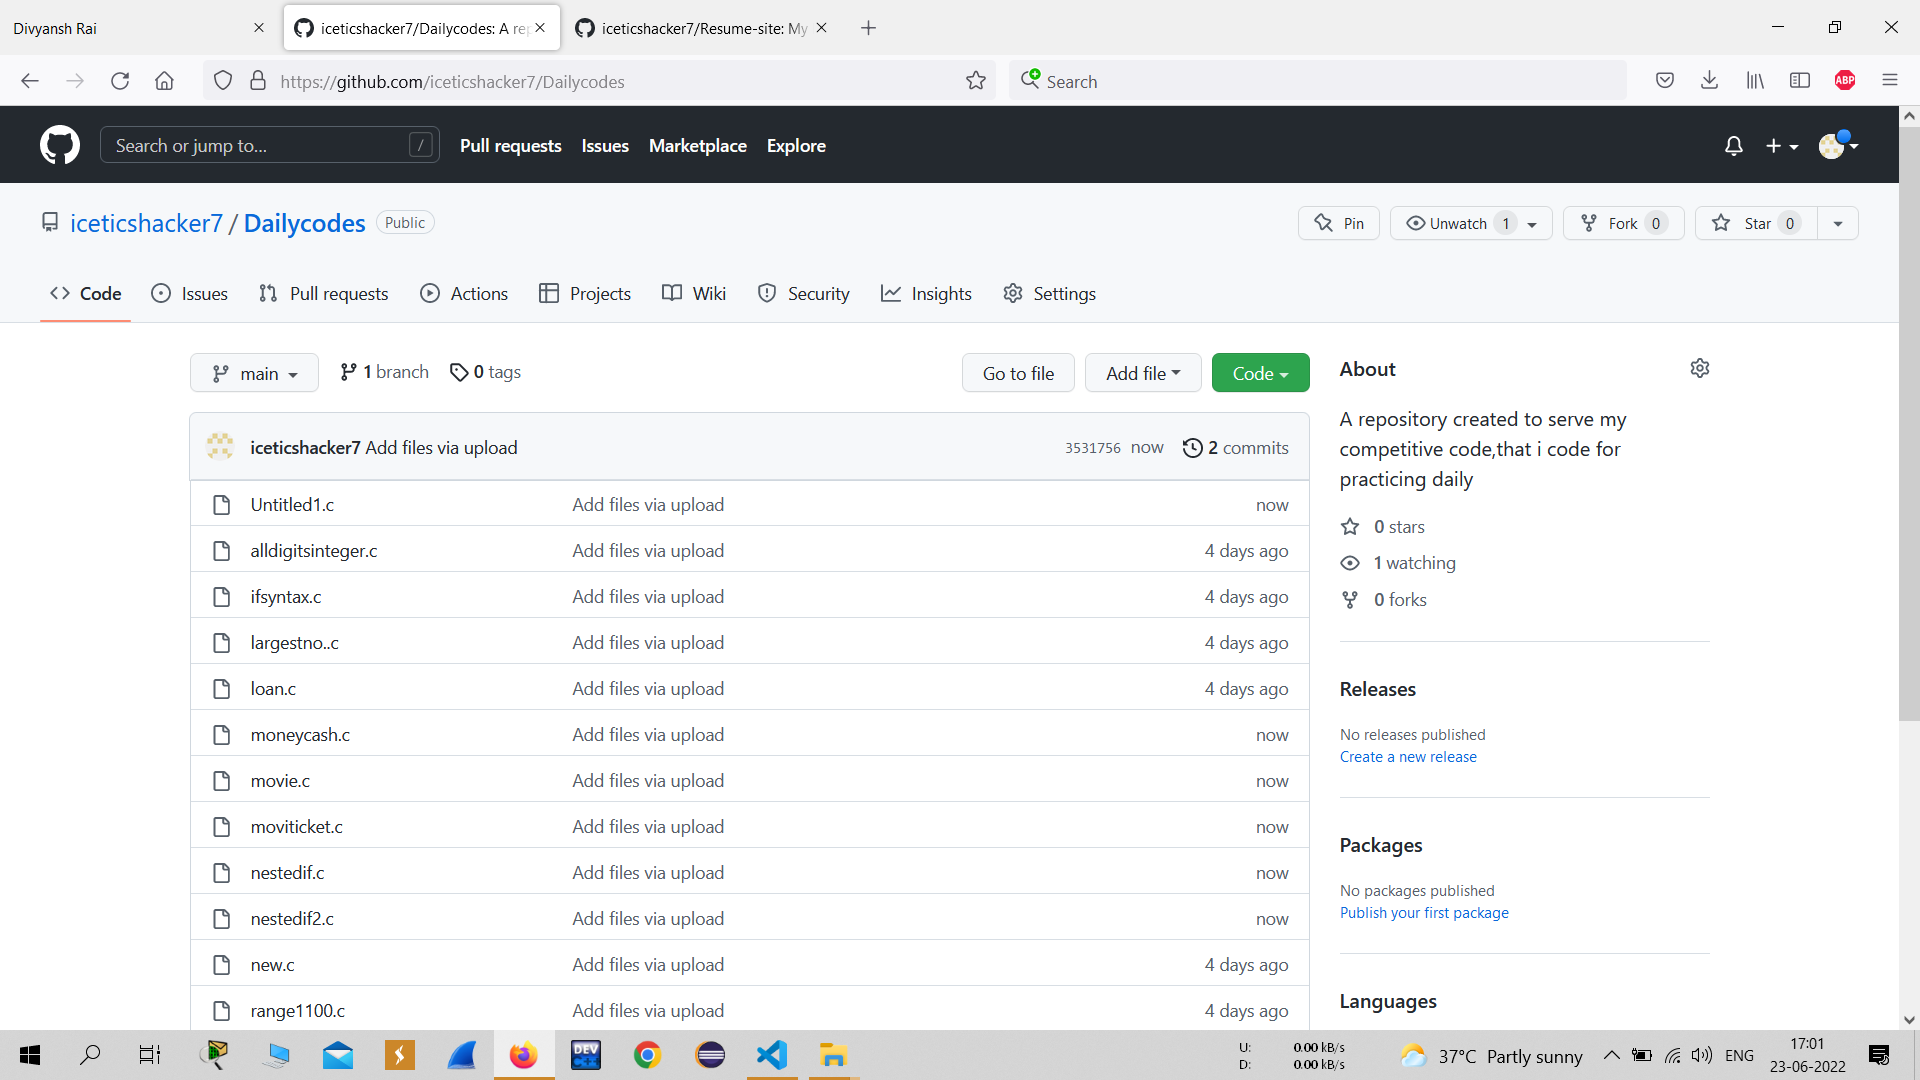 Divyansh Rai
iceticshacker7/Dailycodes: A rep
iceticshacker7/Resume-site: My
https://github.com/iceticshacker7/Dailycodes
Search
ABP
Search or jump to...
/
Pull requests
Issues
Marketplace
Explore
iceticshacker7 / Dailycodes
Public
Pin
Unwatch 1
Fork 0
Star 0
Code
Issues
Pull requests
Actions
Projects
Wiki
Security
Insights
Settings
main
1 branch
0 tags
Go to file
Add file
Code
iceticshacker7 Add files via upload
3531756 now
2 commits
Untitled1.c Add files via upload now
alldigitsinteger.c Add files via upload 4 days ago
ifsyntax.c Add files via upload 4 days ago
largestno..c Add files via upload 4 days ago
loan.c Add files via upload 4 days ago
moneycash.c Add files via upload now
movie.c Add files via upload now
moviticket.c Add files via upload now
nestedif.c Add files via upload now
nestedif2.c Add files via upload now
new.c Add files via upload 4 days ago
range1100.c Add files via upload 4 days ago
About
A repository created to serve my
competitive code,that i code for
practicing daily
0 stars
1 watching
0 forks
Releases
No releases published
Create a new release
Packages
No packages published
Publish your first package
Languages
DEV
C++
U: 0.00 kB/s
D: 0.00 kB/s
37°C Partly sunny
ENG
17:01
23-06-2022